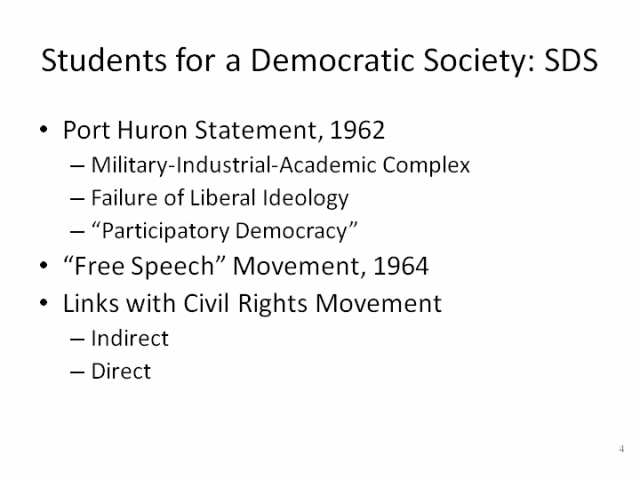 Students for a Democratic Society: SDS
• Port Huron Statement, 1962
– Military-Industrial-Academic Complex
– Failure of Liberal Ideology
– “Participatory Democracy”
• “Free Speech” Movement, 1964
• Links with Civil Rights Movement
– Indirect
– Direct
4